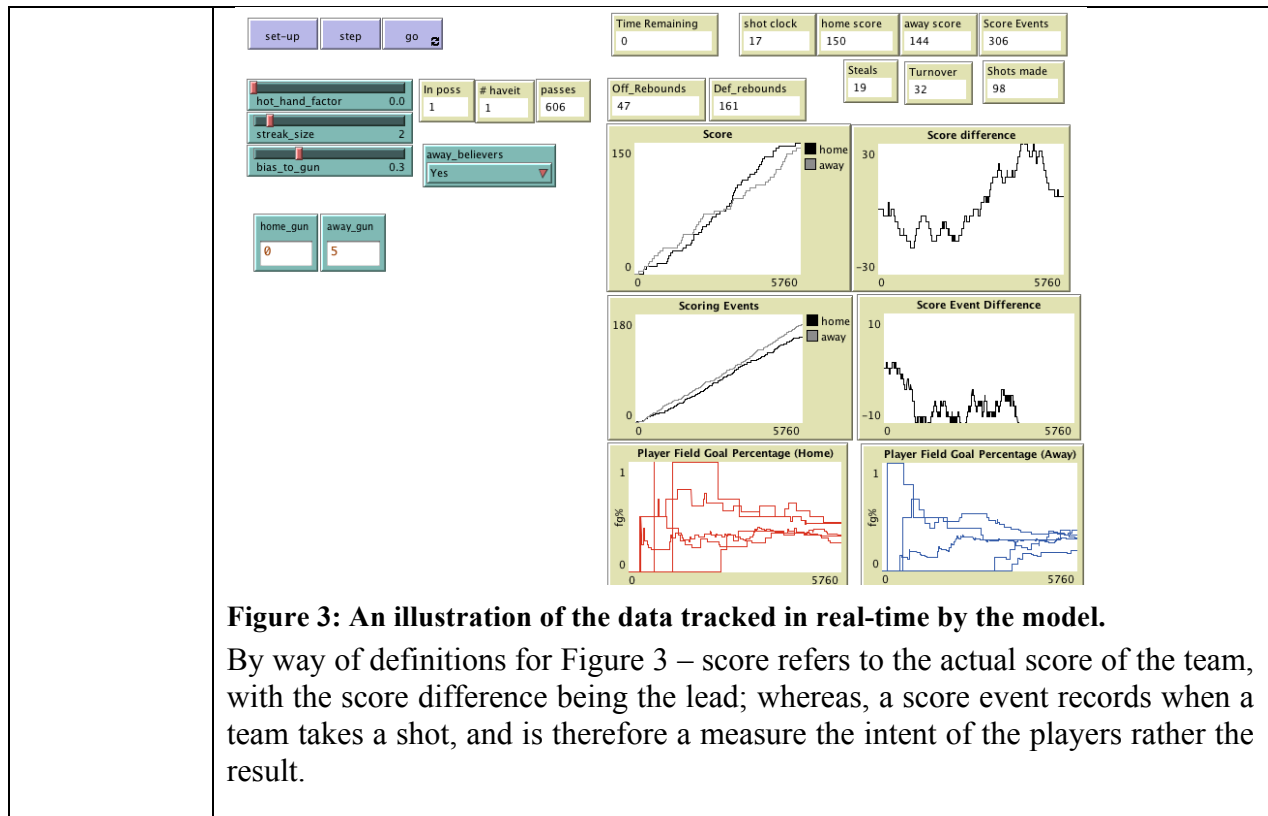 set-up step go
Time Remaining shot clock home score away score Score Events
0 17 150 144 306
Steals Turnover Shots made
19 32 98
hot_hand_factor 0.0
streak_size 2
bias_to_gun 0.3
In poss # haveit passes
1 1 606
Off_Rebounds Def_rebounds
47 161
away_believers
Yes
home_gun away_gun
0 5
Score
150
0
0 5760
home
away
Score difference
30
-30
0 5760
Scoring Events
180
0
0 5760
home
away
Score Event Difference
10
-10
0 5760
Player Field Goal Percentage (Home)
1
fg%
0
0 5760
Player Field Goal Percentage (Away)
1
fg%
0
0 5760
Figure 3: An illustration of the data tracked in real-time by the model.
By way of definitions for Figure 3 – score refers to the actual score of the team,
with the score difference being the lead; whereas, a score event records when a
team takes a shot, and is therefore a measure the intent of the players rather the
result.